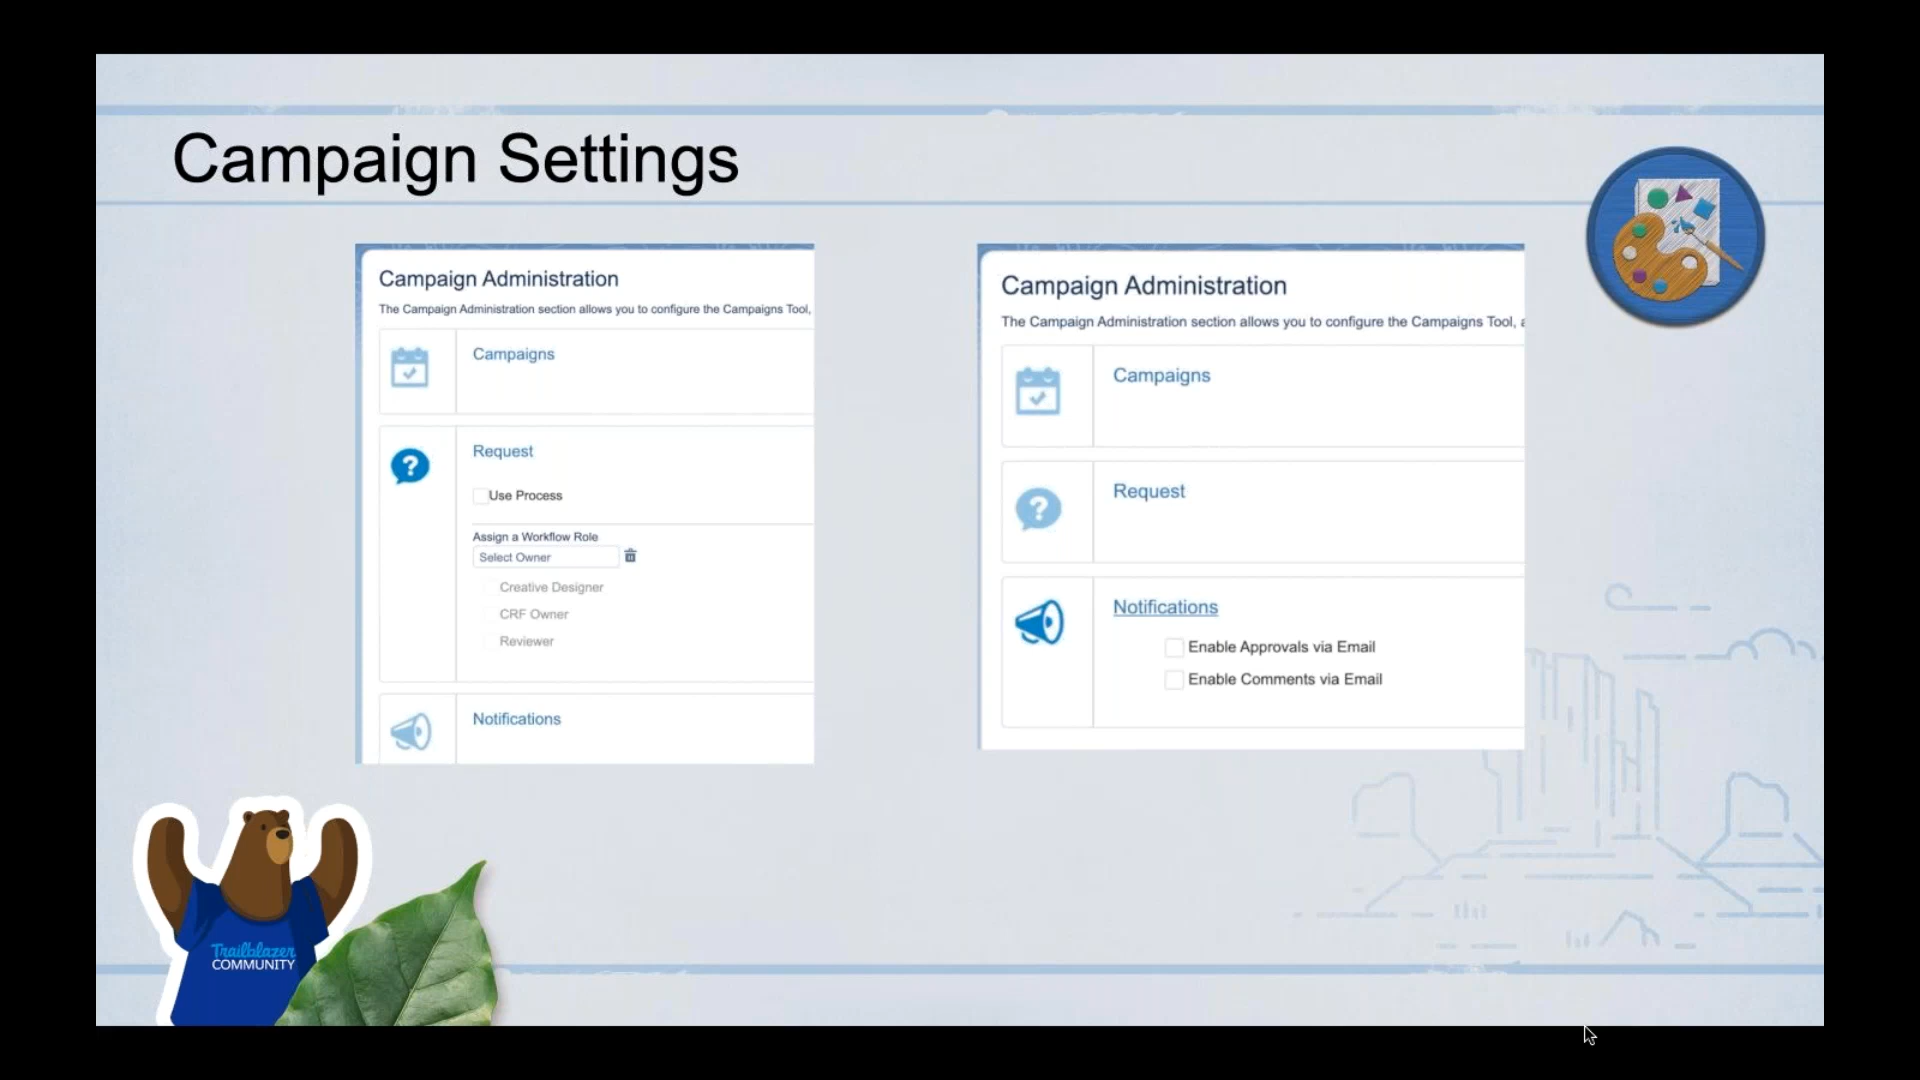 Campaign Settings
Campaign Administration
The Campaign Administration section allows you to configure the Campaigns Tool,
Campaigns
Request
Use Process
Assign a Workflow Role
Select Owner
Creative Designer
CRF Owner
Reviewer
Notifications
Campaign Administration
The Campaign Administration section allows you to configure the Campaigns Tool, a
Campaigns
Request
Notifications
Enable Approvals via Email
Enable Comments via Email
Trailblazer
COMMUNITY